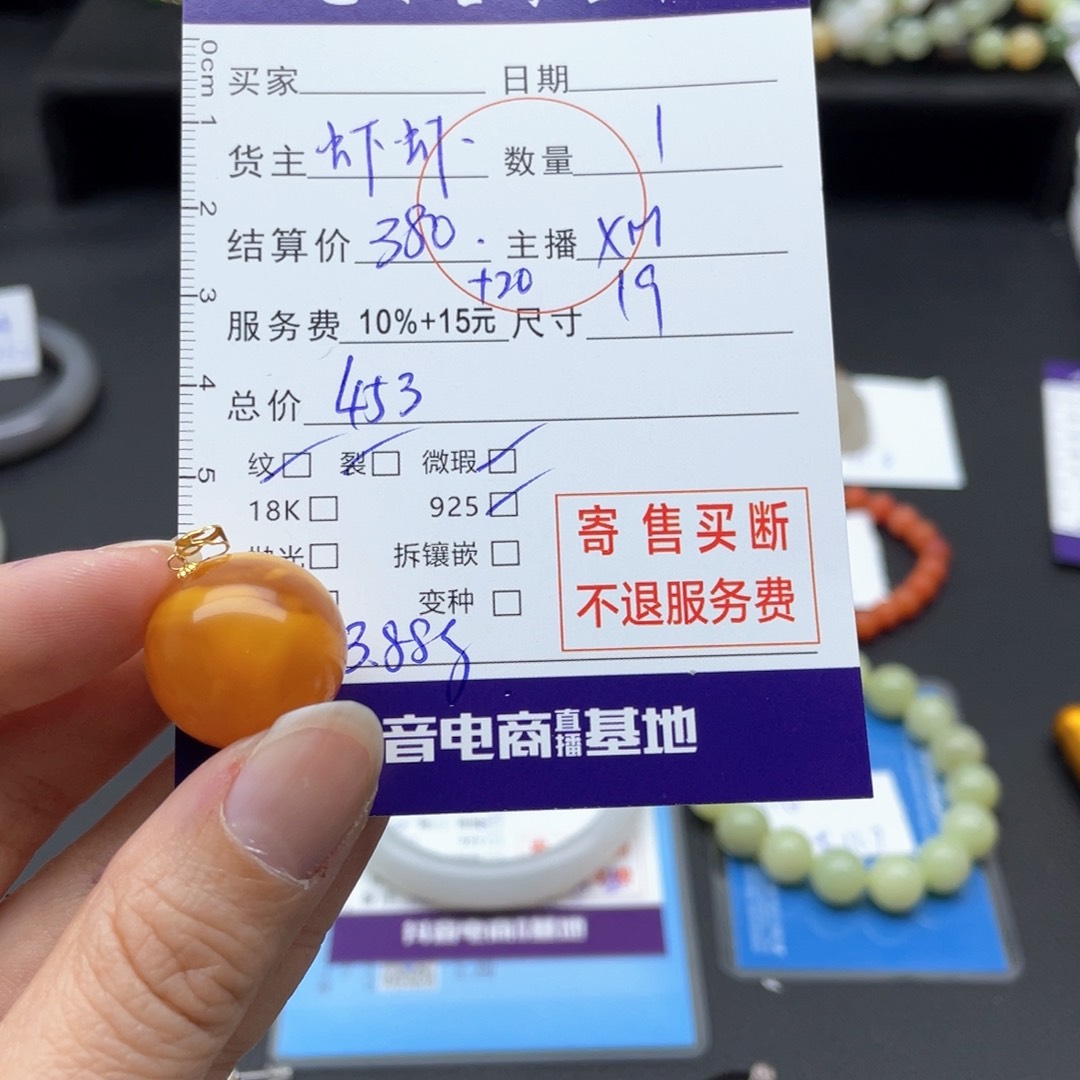 0cm
买家 日期
1
货主 虾虾. 数量 1
2
结算价 380. 主播 XM
+20
3
服务费 10%+15元 尺寸 19
4
总价 453
纹 裂 微瑕
5
18K 925
抛光 拆镶嵌
变种
寄售买断
不退服务费
3.88g
音电商直播基地